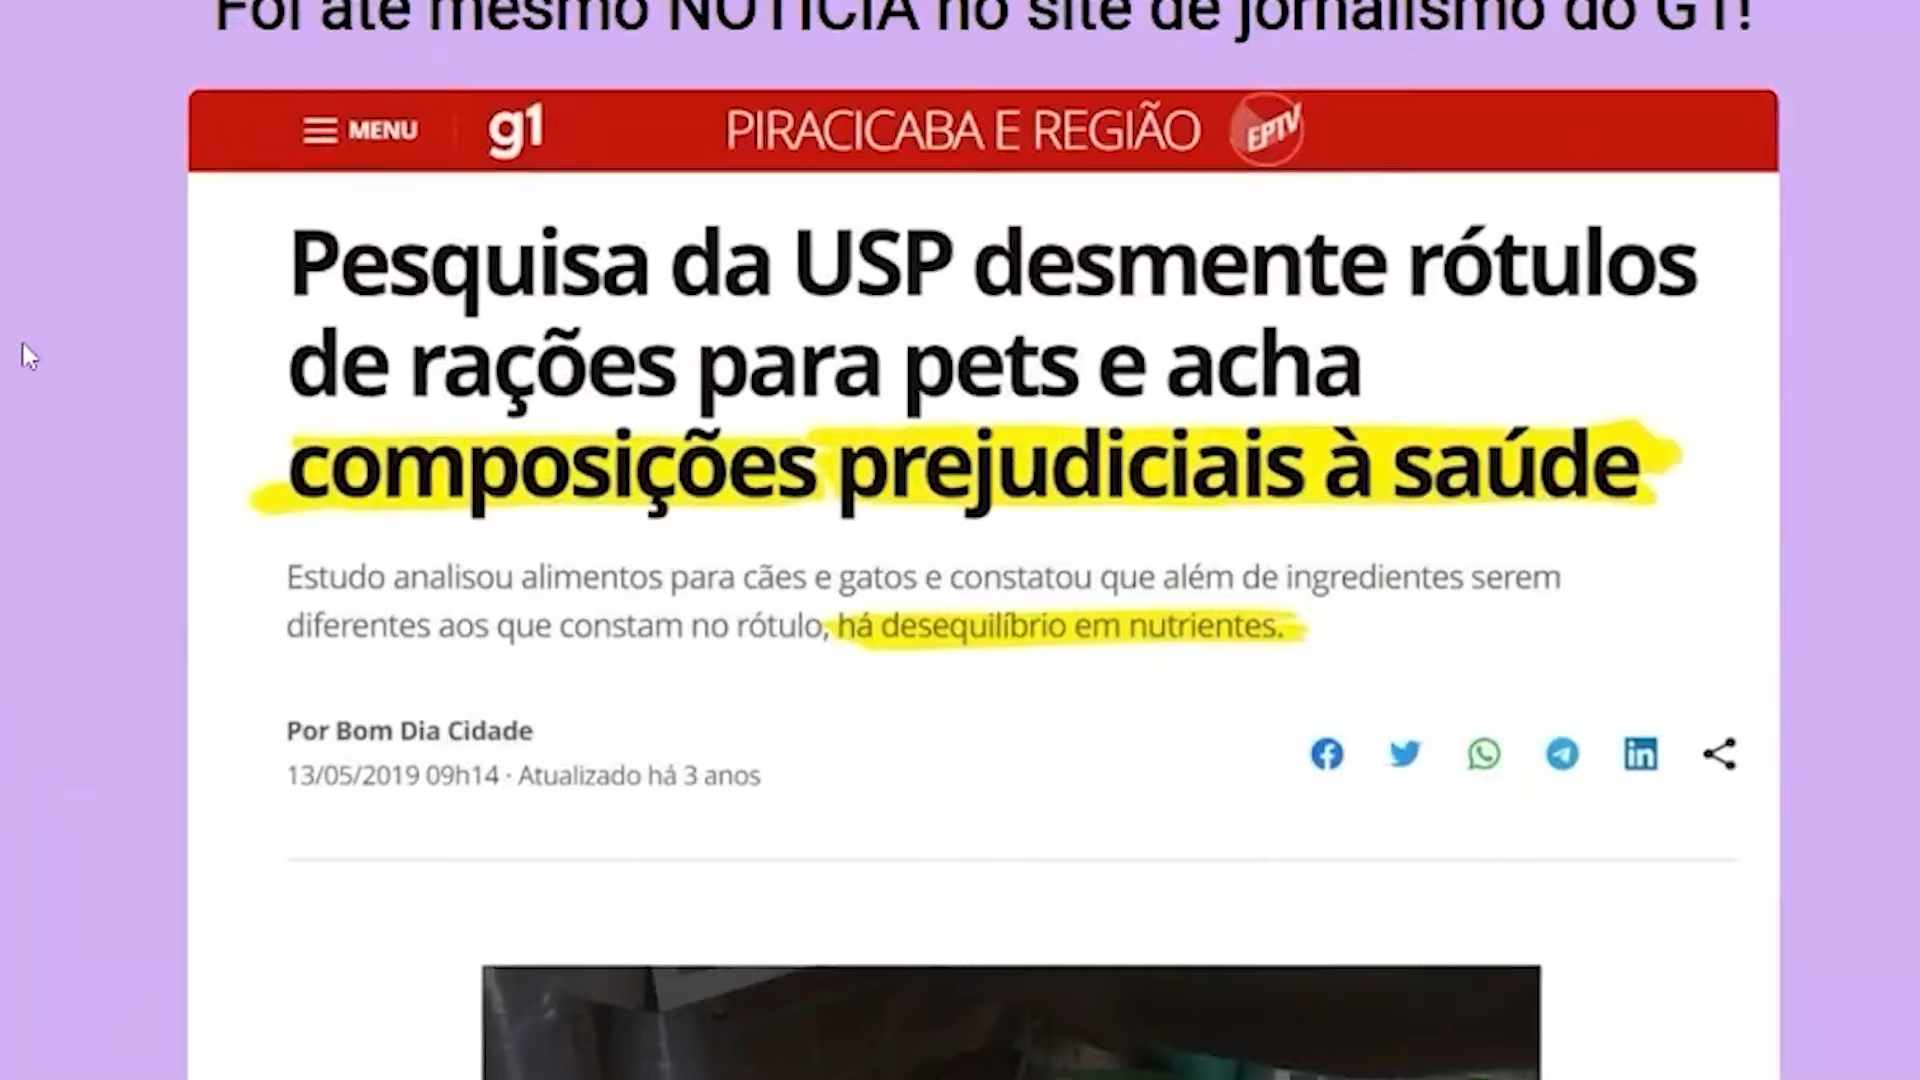 Foi até mesmo NOTÍCIA no site de jornalismo do G1!
MENU
g1
PIRACICABA E REGIÃO
EPTV
Pesquisa da USP desmente rótulos
de rações para pets e acha
composições prejudiciais à saúde
Estudo analisou alimentos para cães e gatos e constatou que além de ingredientes serem
diferentes aos que constam no rótulo, há desequilíbrio em nutrientes.
Por Bom Dia Cidade
13/05/2019 09h14 · Atualizado há 3 anos
in